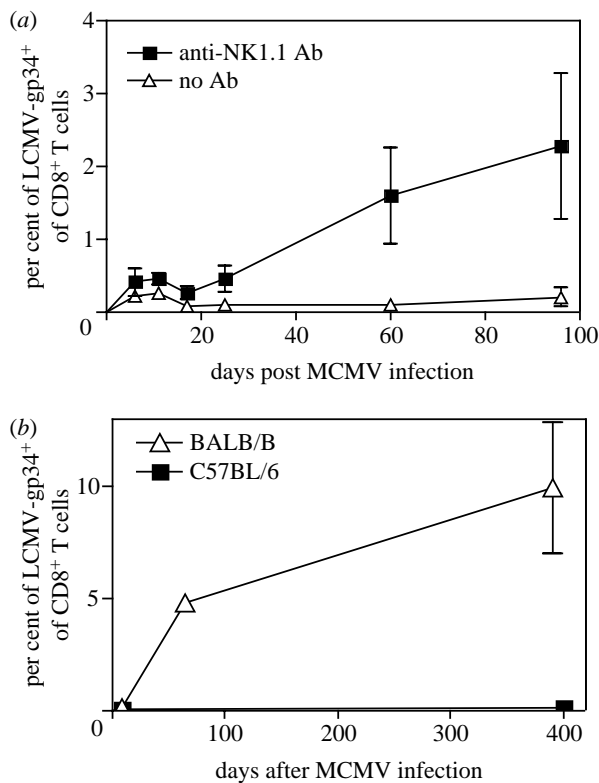 (a)
4
3
2
1
0
per cent of LCMV-gp34+
of CD8+ T cells
anti-NK1.1 Ab
no Ab
20
40
60
80
100
days post MCMV infection
(b)
10
5
0
per cent of LCMV-gp34+
of CD8+ T cells
BALB/B
C57BL/6
100
200
300
400
days after MCMV infection